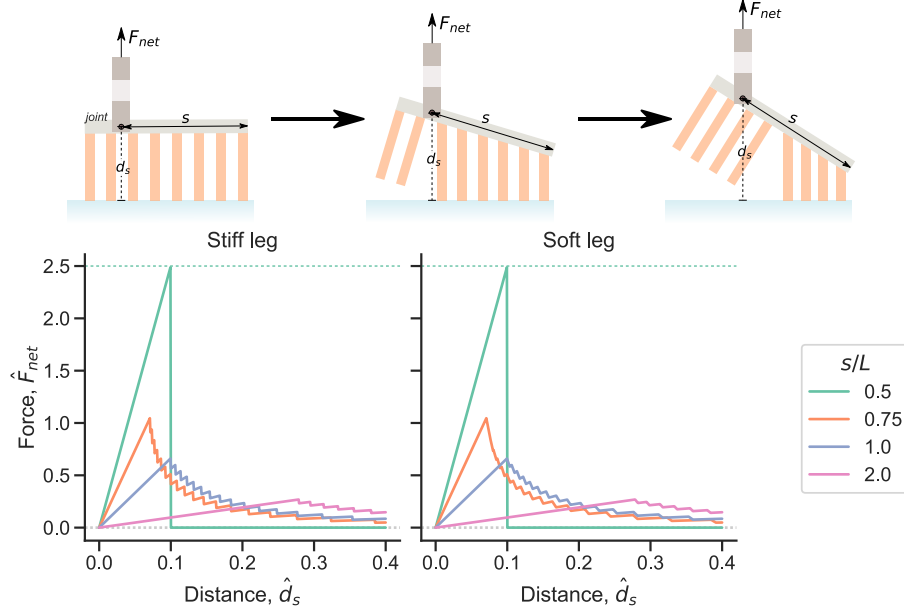 F_net
F_net
F_net
joint
s
s
s
d_s
d_s
d_s
Stiff leg
Soft leg
Force, F̂_net
2.5
2.0
1.5
1.0
0.5
0.0
0.0 0.1 0.2 0.3 0.4
0.0 0.1 0.2 0.3 0.4
Distance, d̂_s
Distance, d̂_s
s/L
0.5
0.75
1.0
2.0